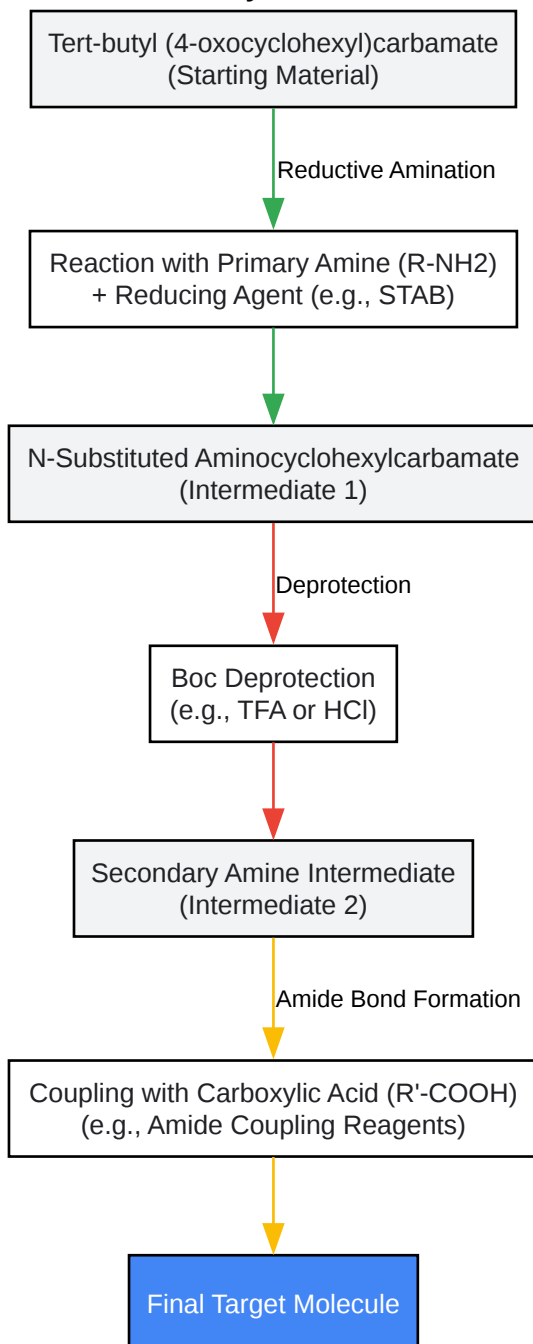 Tert-butyl (4-oxocyclohexyl)carbamate
(Starting Material)
Reductive Amination
Reaction with Primary Amine (R-NH2)
+ Reducing Agent (e.g., STAB)
N-Substituted Aminocyclohexylcarbamate
(Intermediate 1)
Deprotection
Boc Deprotection
(e.g., TFA or HCl)
Secondary Amine Intermediate
(Intermediate 2)
Amide Bond Formation
Coupling with Carboxylic Acid (R'-COOH)
(e.g., Amide Coupling Reagents)
Final Target Molecule